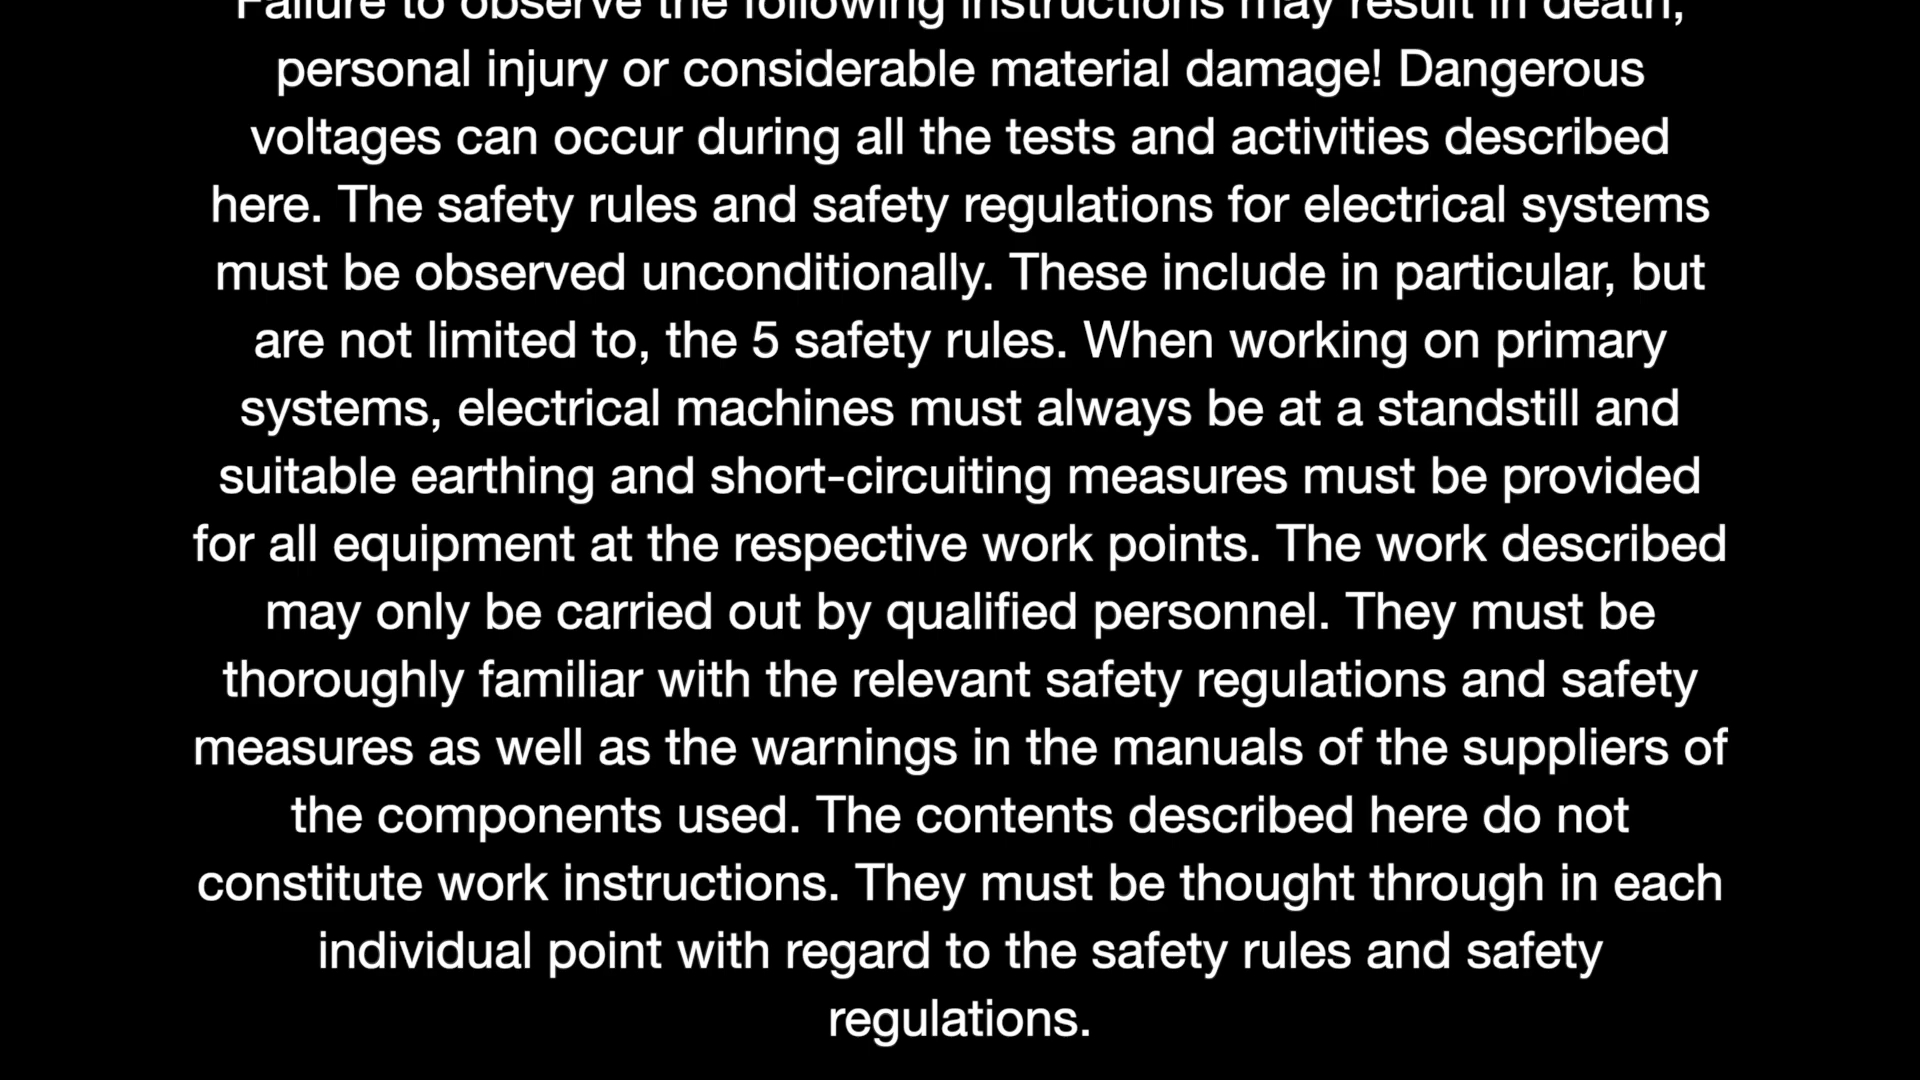 Failure to observe the following instructions may result in death,
personal injury or considerable material damage! Dangerous
voltages can occur during all the tests and activities described
here. The safety rules and safety regulations for electrical systems
must be observed unconditionally. These include in particular, but
are not limited to, the 5 safety rules. When working on primary
systems, electrical machines must always be at a standstill and
suitable earthing and short-circuiting measures must be provided
for all equipment at the respective work points. The work described
may only be carried out by qualified personnel. They must be
thoroughly familiar with the relevant safety regulations and safety
measures as well as the warnings in the manuals of the suppliers of
the components used. The contents described here do not
constitute work instructions. They must be thought through in each
individual point with regard to the safety rules and safety
regulations.